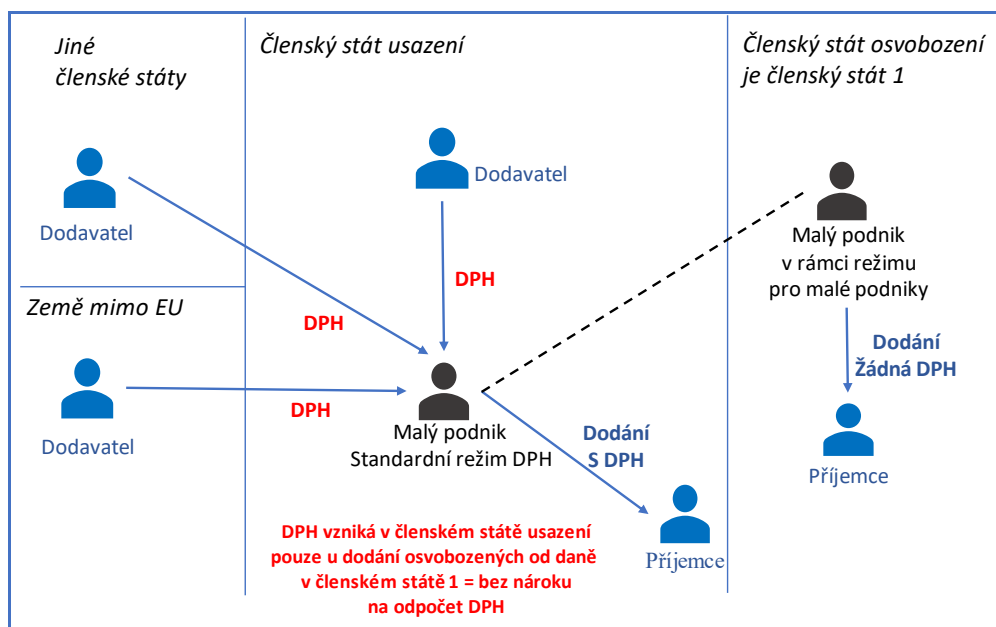 Jiné
členské státy
Dodavatel
Země mimo EU
Dodavatel
Členský stát usazení
Dodavatel
DPH
DPH
DPH
Malý podnik
Standardní režim DPH
Dodání
S DPH
Příjemce
DPH vzniká v členském státě usazení
pouze u dodání osvobozených od daně
v členském státě 1 = bez nároku
na odpočet DPH
Členský stát osvobození
je členský stát 1
Malý podnik
v rámci režimu
pro malé podniky
Dodání
Žádná DPH
Příjemce